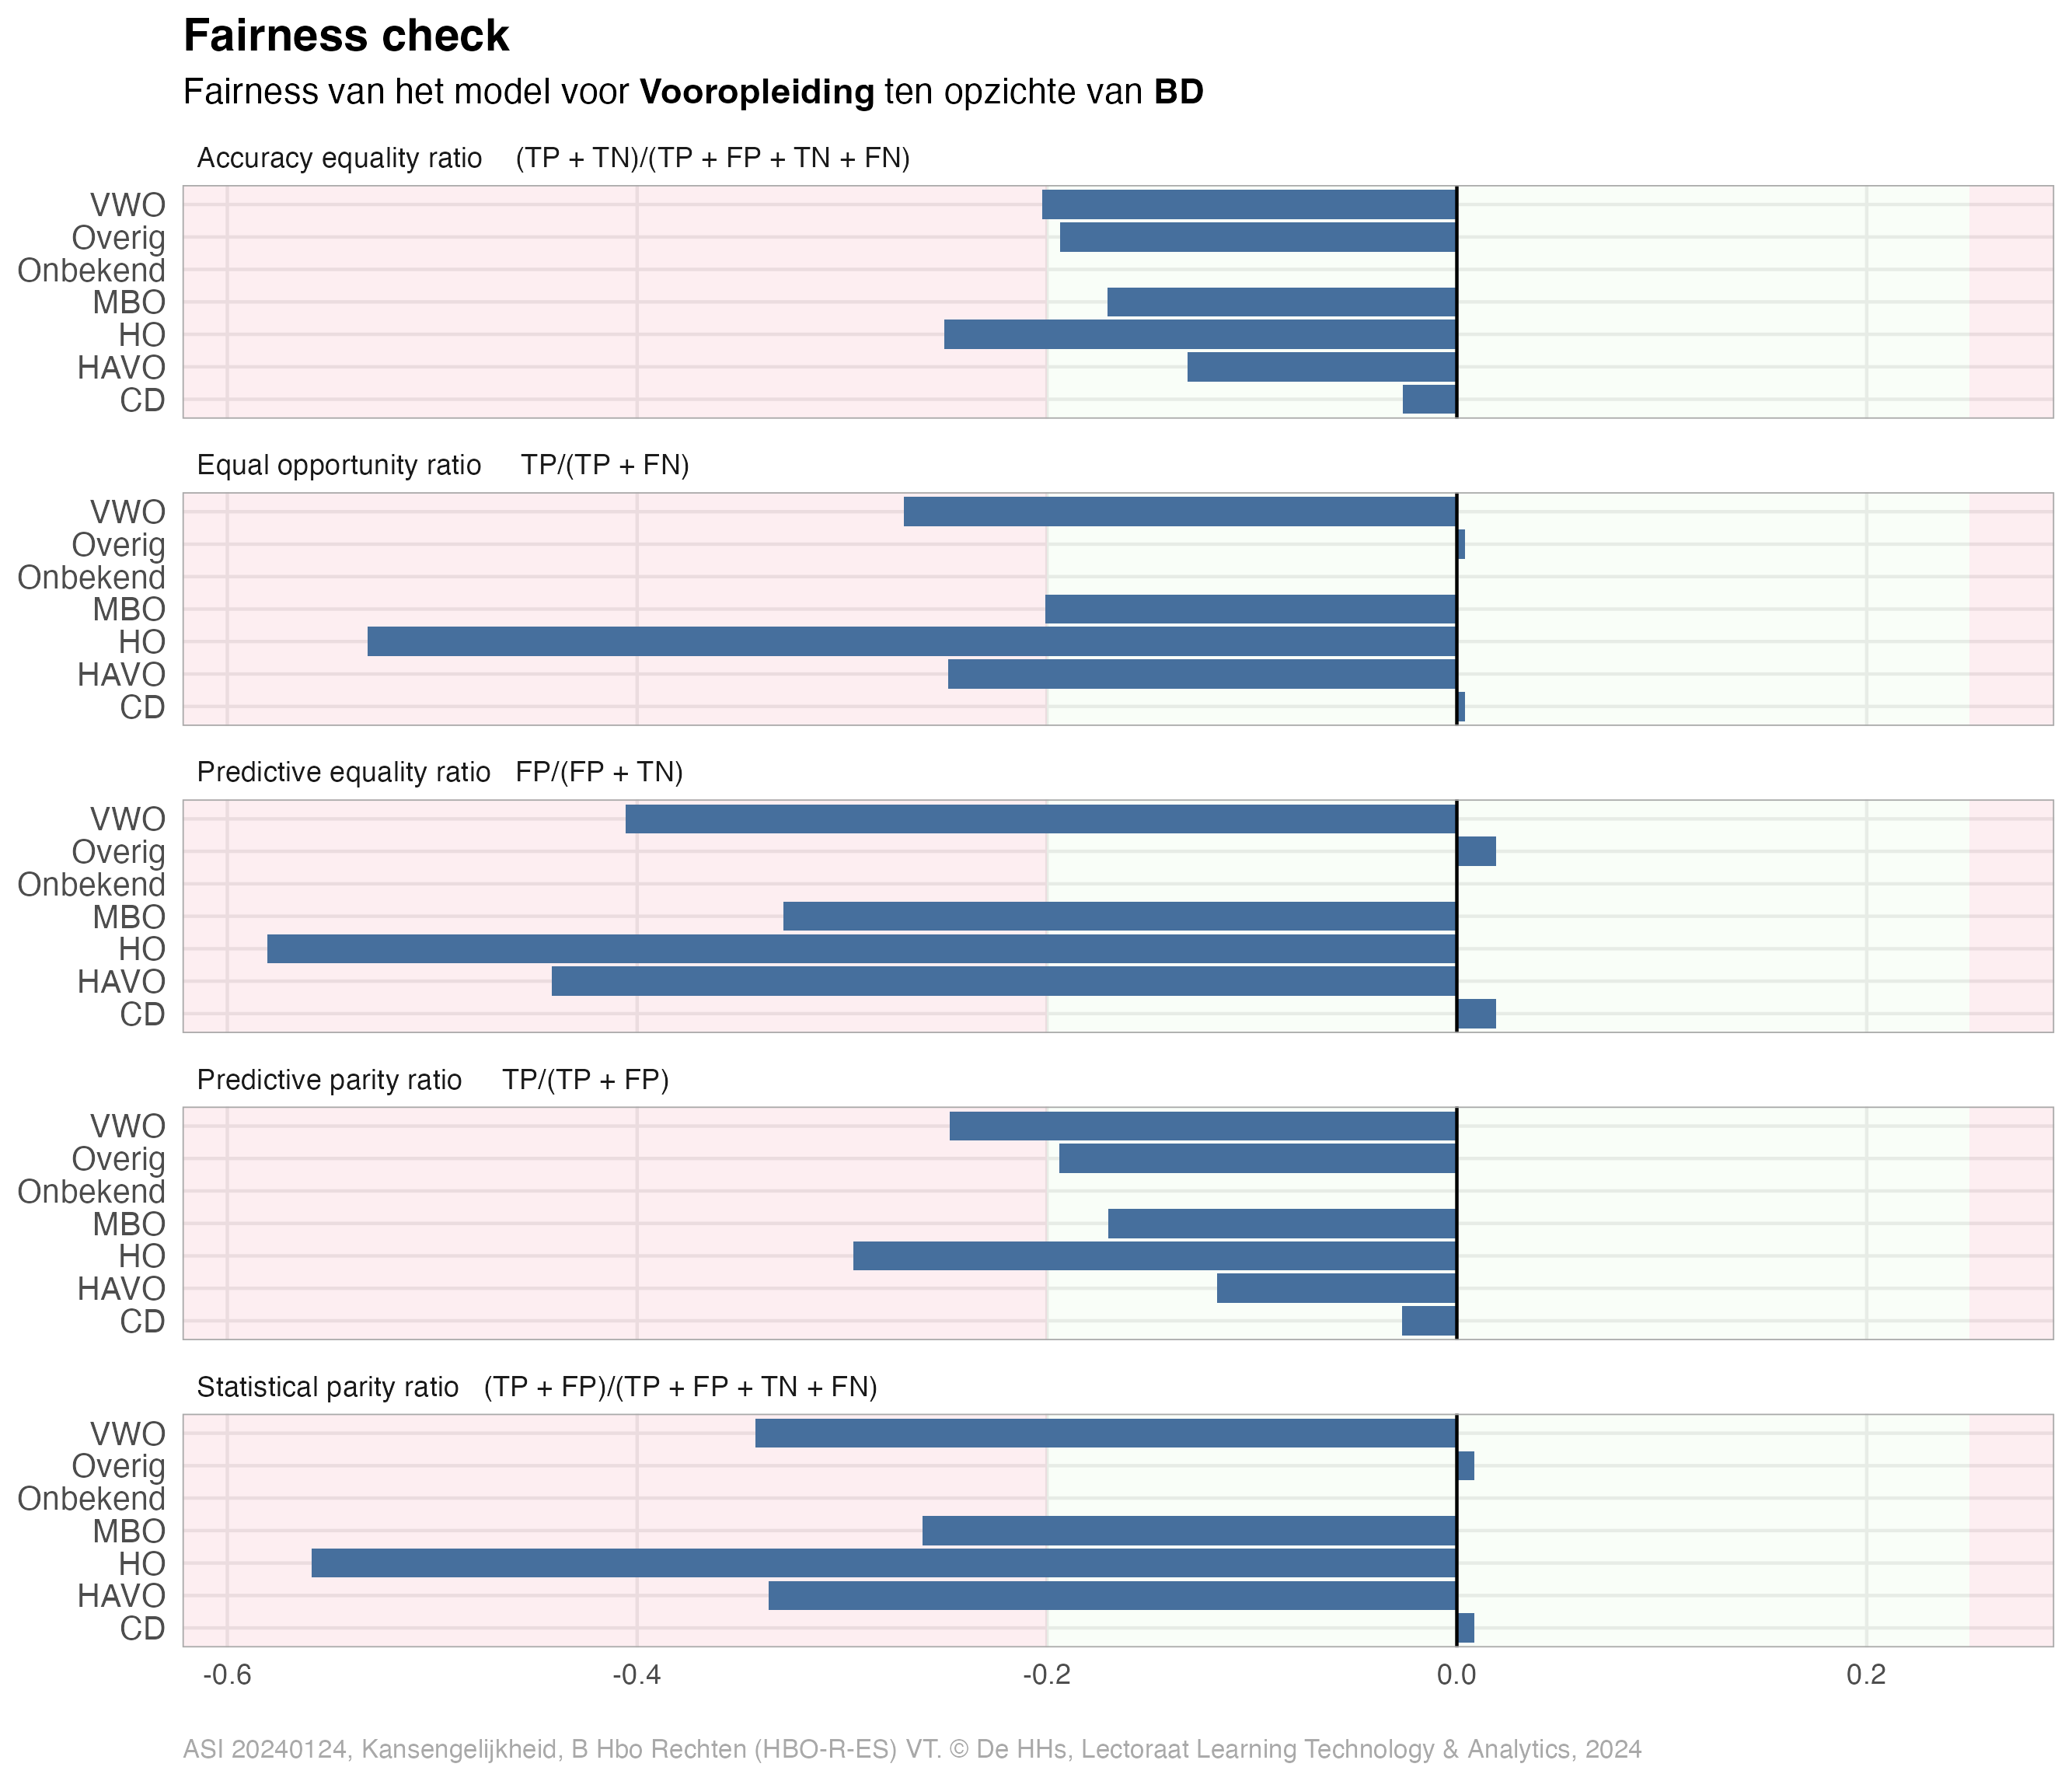 Fairness check
Fairness van het model voor Vooropleiding ten opzichte van BD
Accuracy equality ratio (TP + TN)/(TP + FP + TN + FN)
VWO
Overig
Onbekend
MBO
HO
HAVO
CD
Equal opportunity ratio TP/(TP + FN)
VWO
Overig
Onbekend
MBO
HO
HAVO
CD
Predictive equality ratio FP/(FP + TN)
VWO
Overig
Onbekend
MBO
HO
HAVO
CD
Predictive parity ratio TP/(TP + FP)
VWO
Overig
Onbekend
MBO
HO
HAVO
CD
Statistical parity ratio (TP + FP)/(TP + FP + TN + FN)
VWO
Overig
Onbekend
MBO
HO
HAVO
CD
-0.6 -0.4 -0.2 0.0 0.2
ASI 20240124, Kansengelijkheid, B Hbo Rechten (HBO-R-ES) VT. © De HHs, Lectoraat Learning Technology & Analytics, 2024